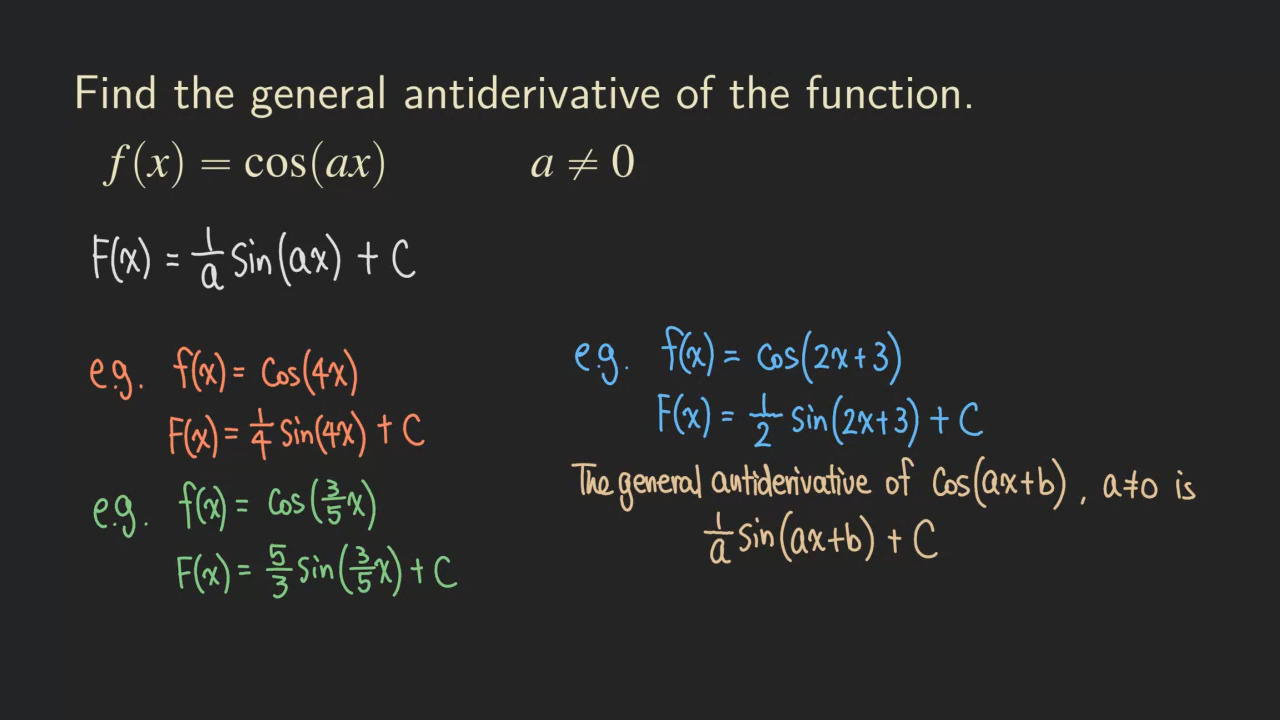 Find the general antiderivative of the function.
f(x) = cos(ax) a ≠ 0
F(x) = 1/a Sin(ax) + C
e.g. f(x) = Cos(4x)
F(x) = 1/4 Sin(4x) + C
e.g. f(x) = Cos(3/5 x)
F(x) = 5/3 Sin(3/5 x) + C
e.g. f(x) = Cos(2x+3)
F(x) = 1/2 Sin(2x+3) + C
The general antiderivative of Cos(ax+b), a≠0 is
1/a Sin(ax+b) + C